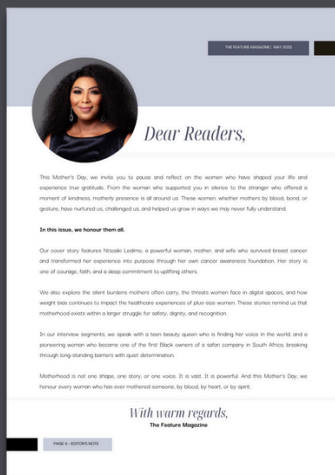 THE FEATURE MAGAZINE | MAY 2025
Dear Readers,
This Mother's Day, we invite you to pause and reflect on the women who have shaped your life and
experience true gratitude. From the woman who supported you in silence to the stranger who offered a
moment of kindness, motherly presence is all around us. These women, whether mothers by blood, bond, or
gesture, have nurtured us, challenged us, and helped us grow in ways we may never fully understand.
In this issue, we honour them all.
Our cover story features Ntsoaki Ledimo, a powerful woman, mother, and wife who survived breast cancer
and transformed her experience into purpose through her own cancer awareness foundation. Her story is
one of courage, faith, and a deep commitment to uplifting others.
We also explore the silent burdens mothers often carry, the threats women face in digital spaces, and how
weight bias continues to impact the healthcare experiences of plus-size women. These stories remind us that
motherhood exists within a larger struggle for safety, dignity, and recognition.
In our interview segments, we speak with a teen beauty queen who is finding her voice in the world, and a
pioneering woman who became one of the first Black owners of a safari company in South Africa, breaking
through long-standing barriers with quiet determination.
Motherhood is not one shape, one story, or one voice. It is vast. It is powerful. And this Mother's Day, we
honour every woman who has ever mothered someone, by blood, by heart, or by spirit.
With warm regards,
The Feature Magazine
EDITOR'S NOTE